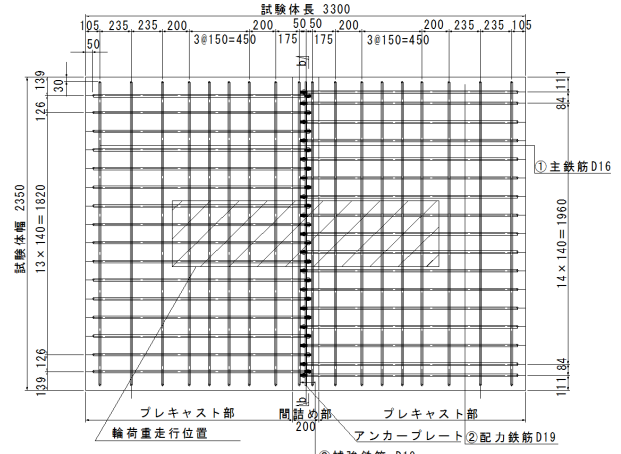 試験体長 3300
105 235 235 200 200 50 50 200 200 235 235 105
3@150=450 175 175 3@150=450
50
b
139
30
126
111
84
①主鉄筋D16
試験体幅 2350
13×140=1820
14×140=1960
126
139
84
111
b
プレキャスト部
間詰め部
プレキャスト部
200
輪荷重走行位置
アンカープレート
②配力鉄筋D19